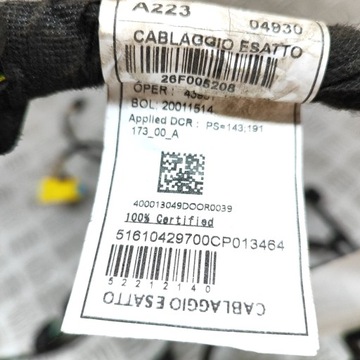 A223 04930
CABLAGGIO ESATTO
26F006206
OPER:
BOL: 20011514
Applied DCR: PS=143;191
173_00_A
400013049DOOR0039
100% Certified
51610429700CP013464
52212140
CABLAGGIO ESATTO